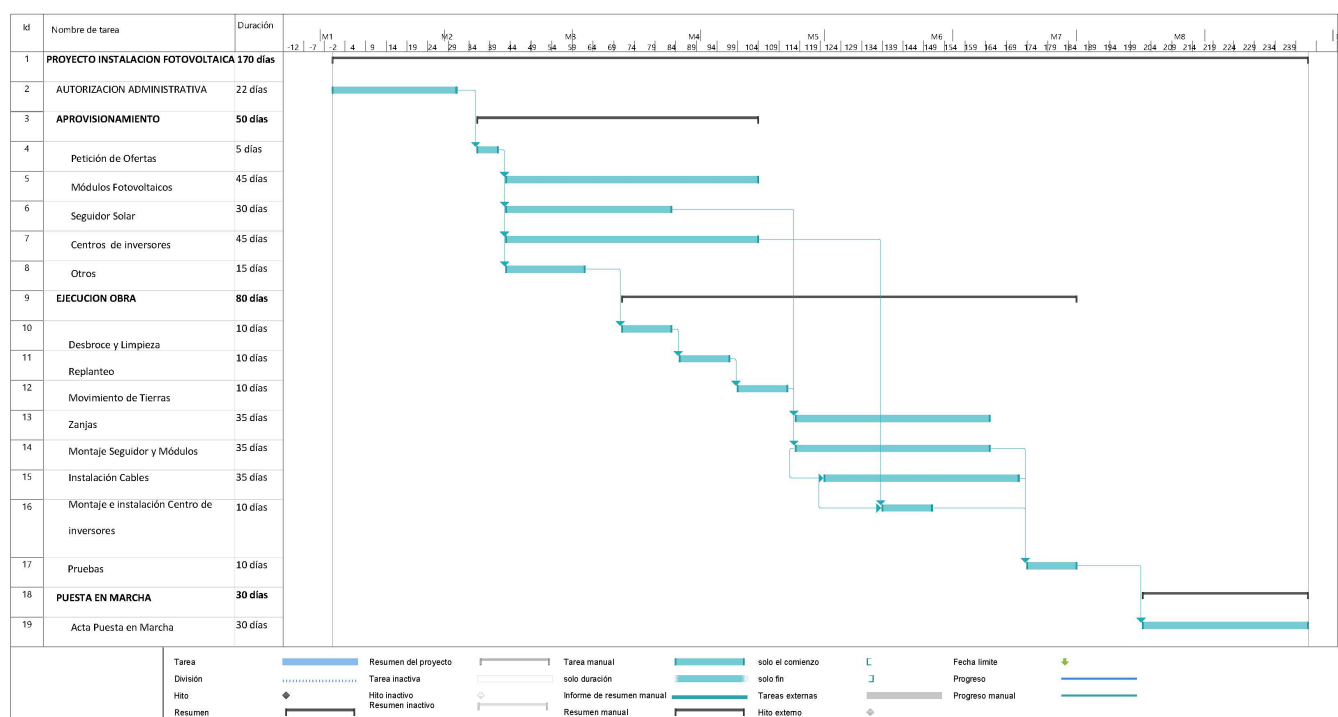 Id Nombre de tarea Duración
M1 M2 M3 M4 M5 M6 M7 M8
-12 -7 -2 4 9 14 19 24 29 34 39 44 49 54 59 64 69 74 79 84 89 94 99 104 109 114 119 124 129 134 139 144 149 154 159 164 169 174 179 184 189 194 199 204 209 214 219 224 229 234 239
1 PROYECTO INSTALACION FOTOVOLTAICA 170 días
2 AUTORIZACION ADMINISTRATIVA 22 días
3 APROVISIONAMIENTO 50 días
4 Petición de Ofertas 5 días
5 Módulos Fotovoltaicos 45 días
6 Seguidor Solar 30 días
7 Centros de inversores 45 días
8 Otros 15 días
9 EJECUCION OBRA 80 días
10 Desbroce y Limpieza 10 días
11 Replanteo 10 días
12 Movimiento de Tierras 10 días
13 Zanjas 35 días
14 Montaje Seguidor y Módulos 35 días
15 Instalación Cables 35 días
16 Montaje e instalación Centro de 10 días
inversores
17 Pruebas 10 días
18 PUESTA EN MARCHA 30 días
19 Acta Puesta en Marcha 30 días
Tarea Resumen del proyecto Tarea manual solo el comienzo Fecha límite
División Tarea inactiva solo duración solo fin Progreso
Hito Hito inactivo Informe de resumen manual Tareas externas Progreso manual
Resumen Resumen inactivo Resumen manual Hito externo